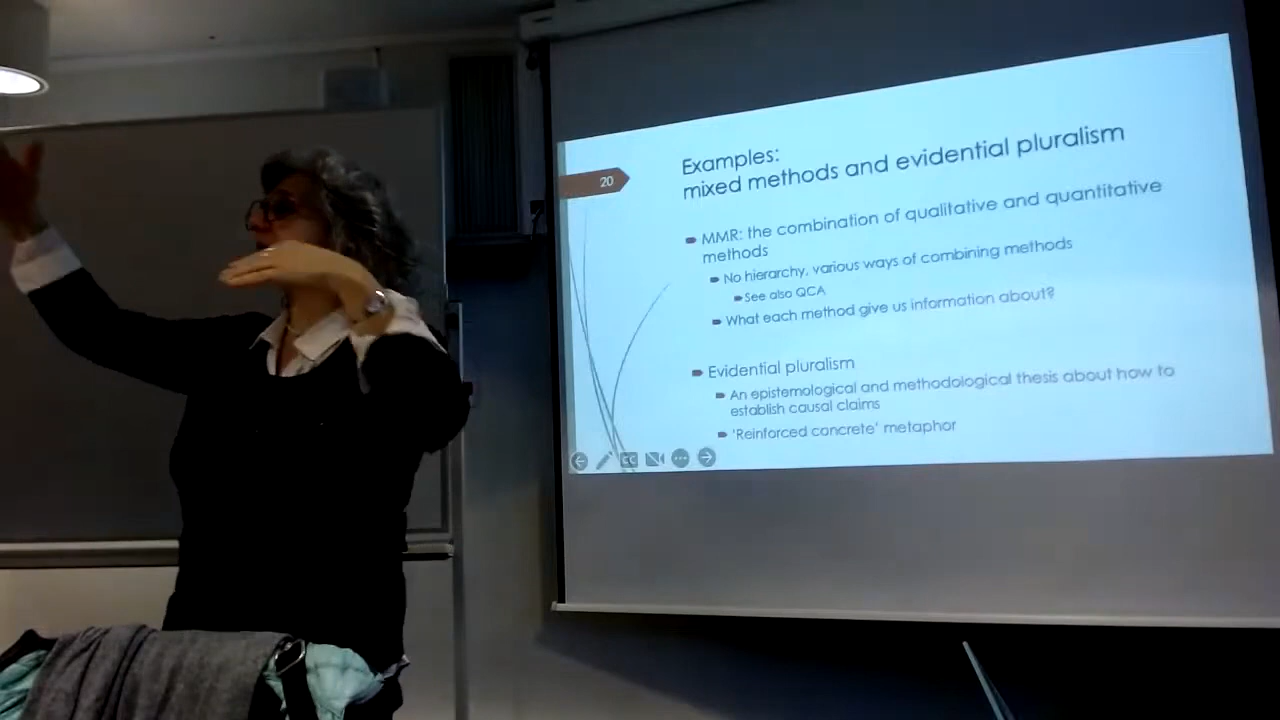 20
Examples:
mixed methods and evidential pluralism
MMR: the combination of qualitative and quantitative
methods
No hierarchy, various ways of combining methods
See also QCA
What each method give us information about?
Evidential pluralism
An epistemological and methodological thesis about how to
establish causal claims
'Reinforced concrete' metaphor
CC